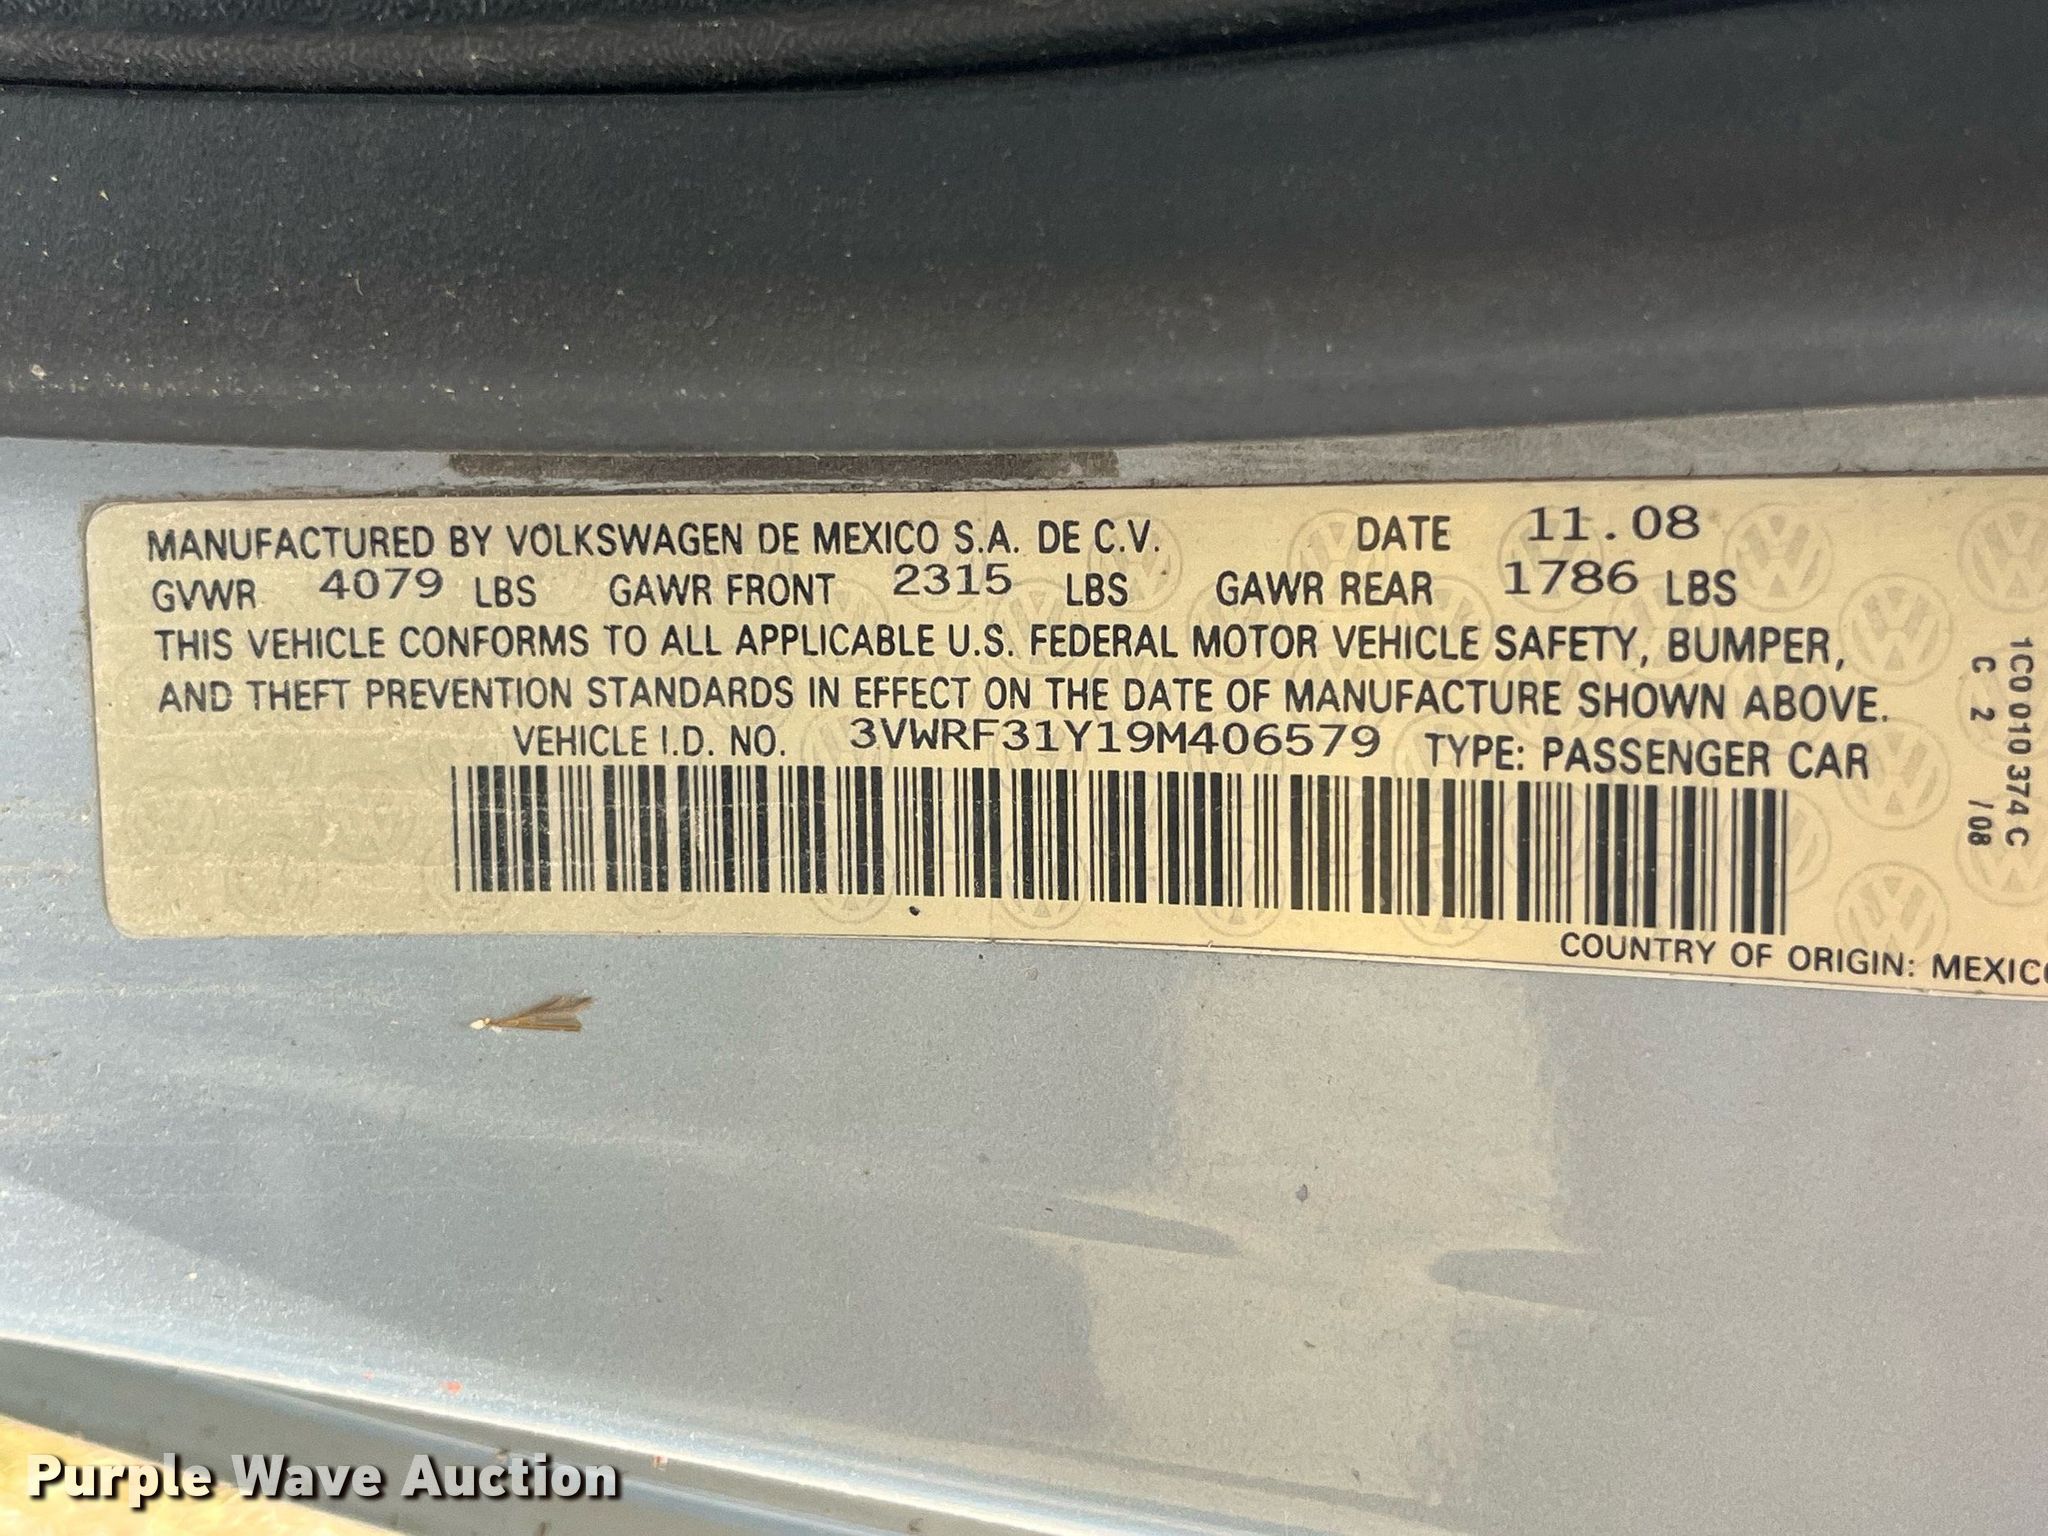 MANUFACTURED BY VOLKSWAGEN DE MEXICO S.A. DE C.V. DATE 11.08
GVWR 4079 LBS GAWR FRONT 2315 LBS GAWR REAR 1786 LBS
THIS VEHICLE CONFORMS TO ALL APPLICABLE U.S. FEDERAL MOTOR VEHICLE SAFETY, BUMPER,
AND THEFT PREVENTION STANDARDS IN EFFECT ON THE DATE OF MANUFACTURE SHOWN ABOVE.
VEHICLE I.D. NO. 3VWRF31Y19M406579 TYPE: PASSENGER CAR
COUNTRY OF ORIGIN: MEXICO
1C0 010 374 C
C 2 /08
Purple Wave Auction